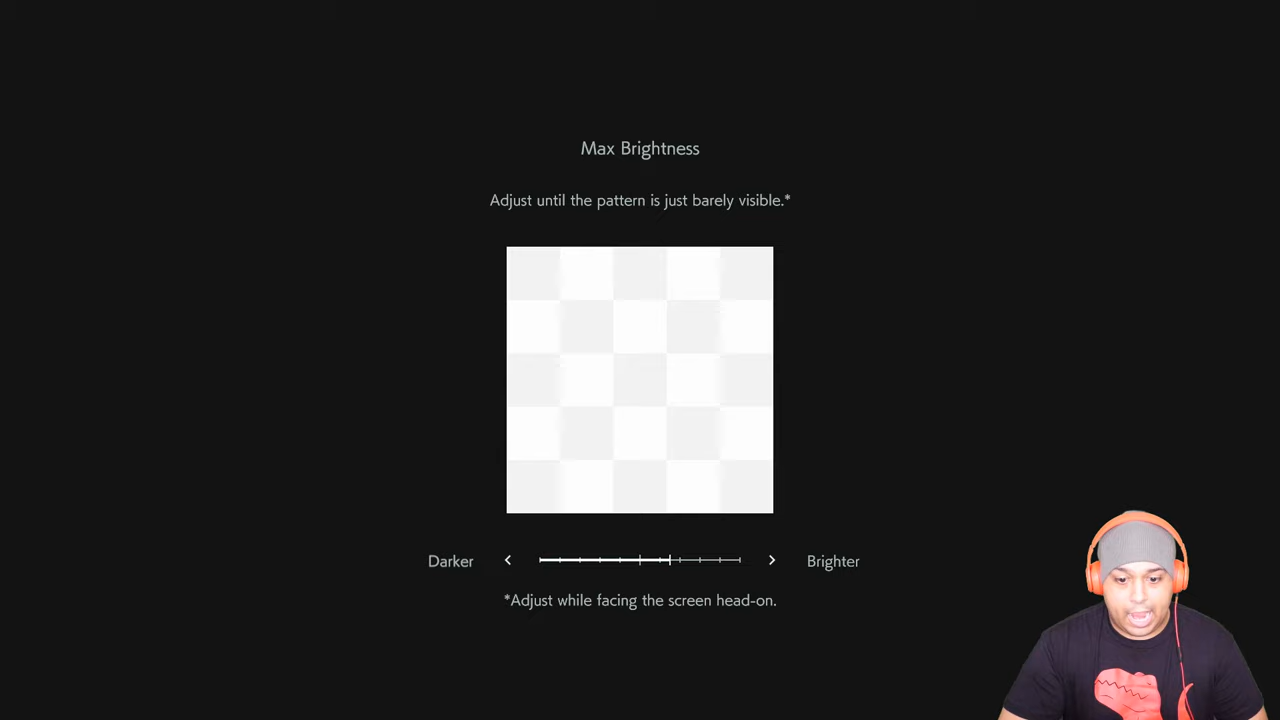 Max Brightness
Adjust until the pattern is just barely visible.*
Darker
Brighter
*Adjust while facing the screen head-on.